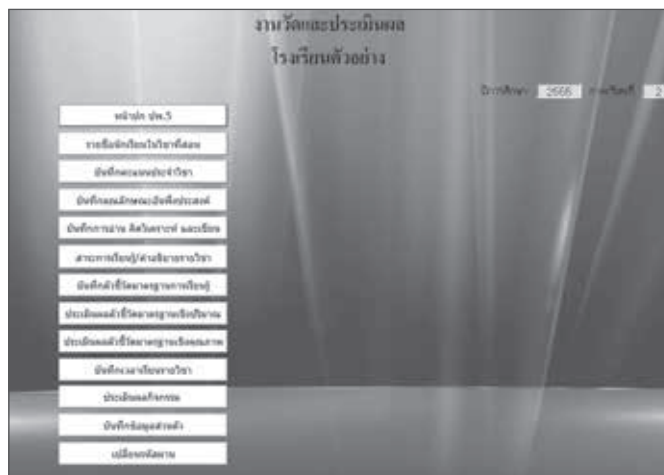 งานวัดและประเมินผล
โรงเรียนตัวอย่าง
ปีการศึกษา 2555 ภาคเรียนที่ 2
หน้าปก ปพ.5
รายชื่อนักเรียนในวิชาที่สอน
บันทึกคะแนนประจำวิชา
บันทึกคุณลักษณะอันพึงประสงค์
บันทึกการอ่าน คิดวิเคราะห์ และเขียน
สาระการเรียนรู้/คำอธิบายรายวิชา
บันทึกตัวชี้วัดมาตรฐานการเรียนรู้
ประเมินผลตัวชี้วัดมาตรฐานเชิงปริมาณ
ประเมินผลตัวชี้วัดมาตรฐานเชิงคุณภาพ
บันทึกเวลาเรียนรายวิชา
ประเมินผลกิจกรรม
บันทึกข้อมูลส่วนตัว
เปลี่ยนรหัสผ่าน